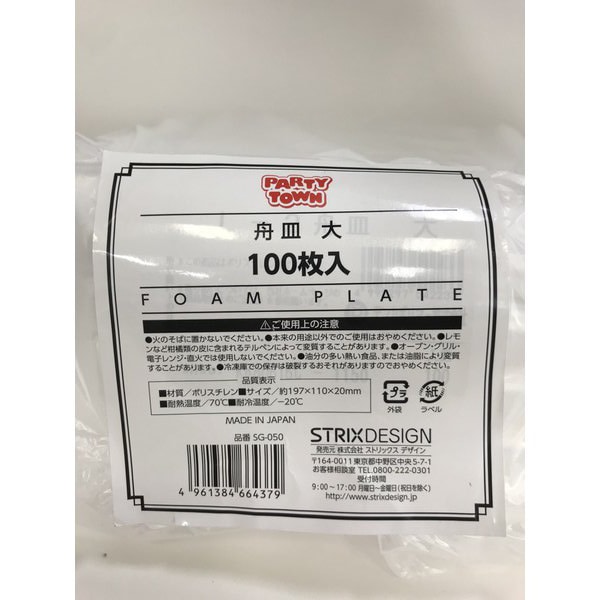 PARTY
TOWN
舟皿 大
100枚入
FOAM PLATE
⚠ご使用上の注意
●火のそばに置かないでください。●本来の用途以外でのご使用はおやめください。●レモ
ンなど柑橘類の皮に含まれるテルペンによって変質することがあります。●オーブン・グリル・
電子レンジ・直火では使用しないでください。●油分の多い熱い食品、または油脂により変質
することがあります。●冷凍庫での保存は破裂するおそれがありますのでおやめください。
品質表示
■材質／ポリスチレン■サイズ／約197×110×20mm
■耐熱温度／70℃■耐冷温度／−20℃
プラ
外袋
紙
ラベル
MADE IN JAPAN
品番 SG-050
4 961384 664379
STRIXDESIGN
発売元 株式会社 ストリックス デザイン
〒164-0011 東京都中野区中央5-7-1
お客様相談室 TEL.0800-222-0301
受付時間
9:00〜17:00 月曜日〜金曜日(祝日を除く)
http://www.strixdesign.jp